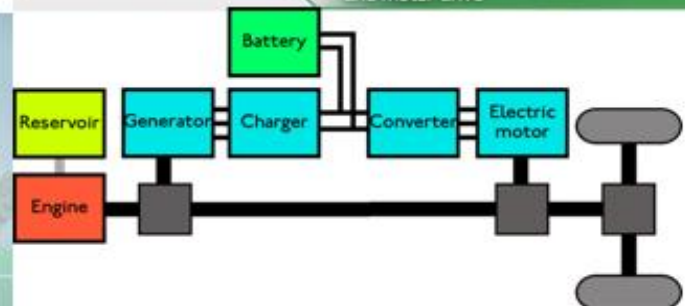 Battery
Reservoir
Generator
Charger
Converter
Electric
motor
Engine